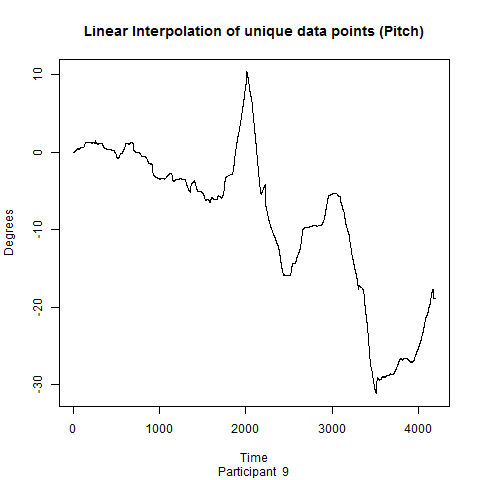 Linear Interpolation of unique data points (Pitch)
10
0
-10
-20
-30
Degrees
0 1000 2000 3000 4000
Time
Participant 9